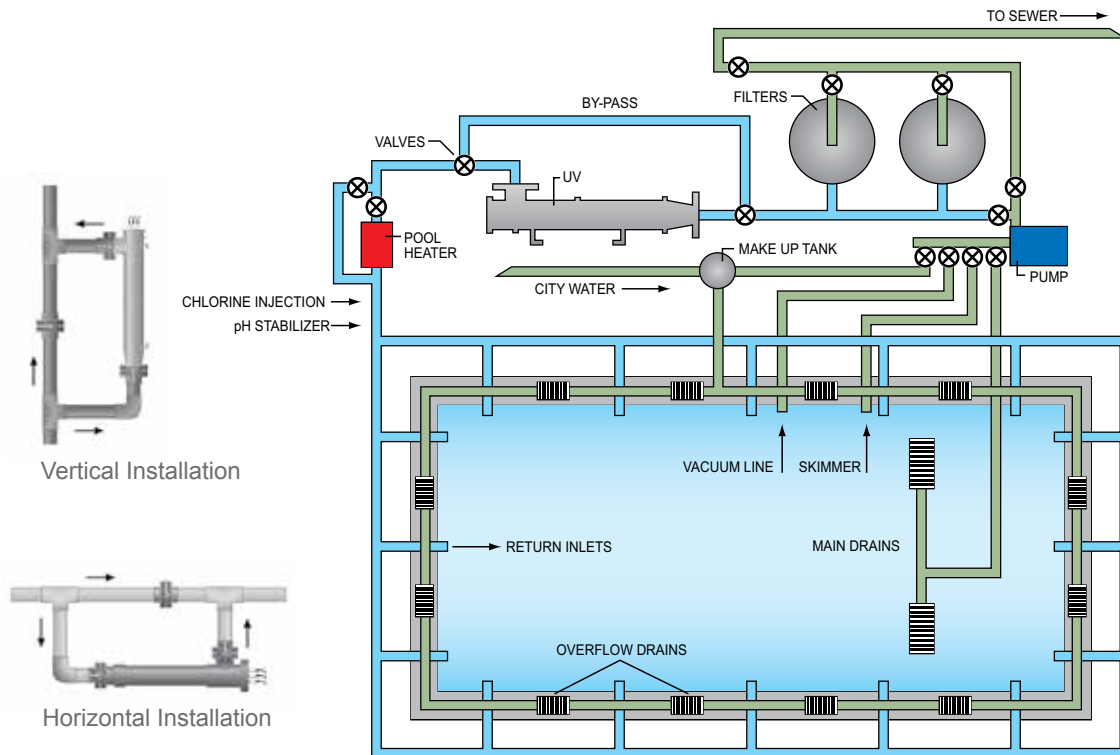 TO SEWER
BY-PASS
FILTERS
VALVES
UV
POOL
HEATER
MAKE UP TANK
PUMP
CITY WATER
CHLORINE INJECTION
pH STABILIZER
Vertical Installation
VACUUM LINE
SKIMMER
RETURN INLETS
MAIN DRAINS
OVERFLOW DRAINS
Horizontal Installation